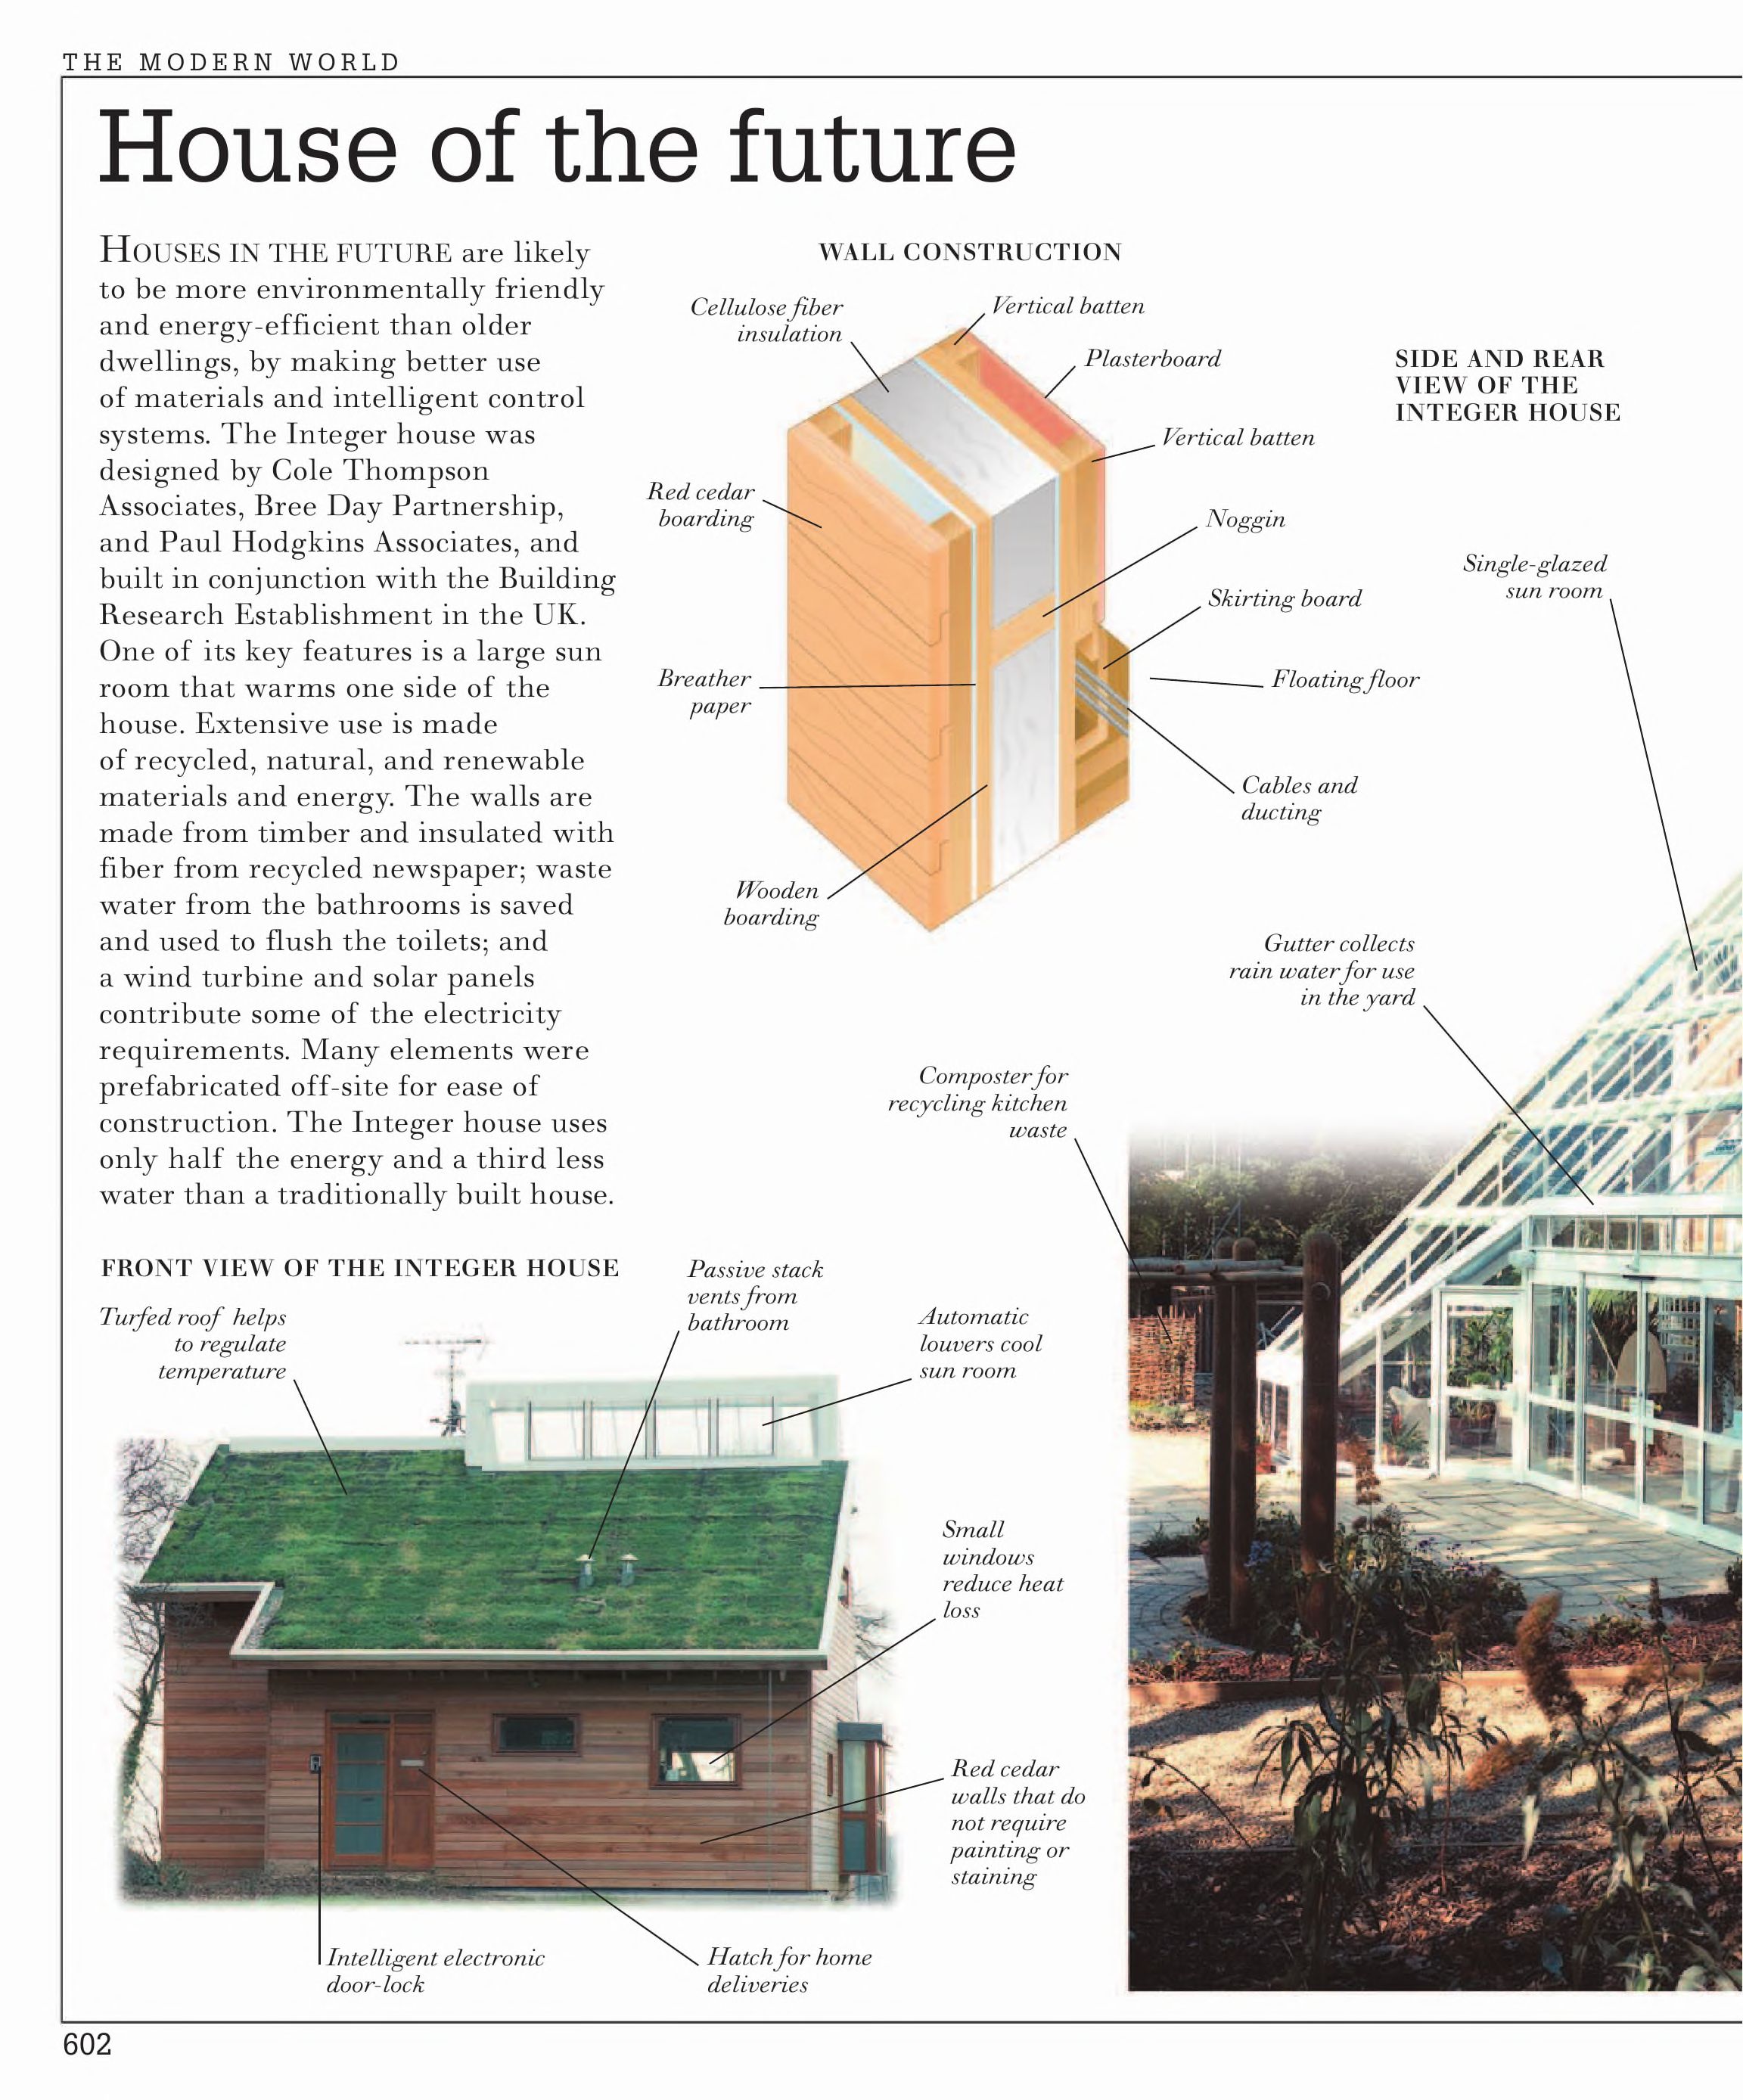 THE MODERN WORLD
House of the future
HOUSES IN THE FUTURE are likely
to be more environmentally friendly
and energy-efficient than older
dwellings, by making better use
of materials and intelligent control
systems. The Integer house was
designed by Cole Thompson
Associates, Bree Day Partnership,
and Paul Hodgkins Associates, and
built in conjunction with the Building
Research Establishment in the UK.
One of its key features is a large sun
room that warms one side of the
house. Extensive use is made
of recycled, natural, and renewable
materials and energy. The walls are
made from timber and insulated with
fiber from recycled newspaper; waste
water from the bathrooms is saved
and used to flush the toilets; and
a wind turbine and solar panels
contribute some of the electricity
requirements. Many elements were
prefabricated off-site for ease of
construction. The Integer house uses
only half the energy and a third less
water than a traditionally built house.
WALL CONSTRUCTION
Cellulose fiber
insulation
Vertical batten
Plasterboard
Vertical batten
Red cedar
boarding
Noggin
Skirting board
Breather
paper
Floating floor
Cables and
ducting
Wooden
boarding
SIDE AND REAR
VIEW OF THE
INTEGER HOUSE
Single-glazed
sun room
Gutter collects
rain water for use
in the yard
Composter for
recycling kitchen
waste
FRONT VIEW OF THE INTEGER HOUSE
Turfed roof helps
to regulate
temperature
Passive stack
vents from
bathroom
Automatic
louvers cool
sun room
Small
windows
reduce heat
loss
Red cedar
walls that do
not require
painting or
staining
Intelligent electronic
door-lock
Hatch for home
deliveries
602